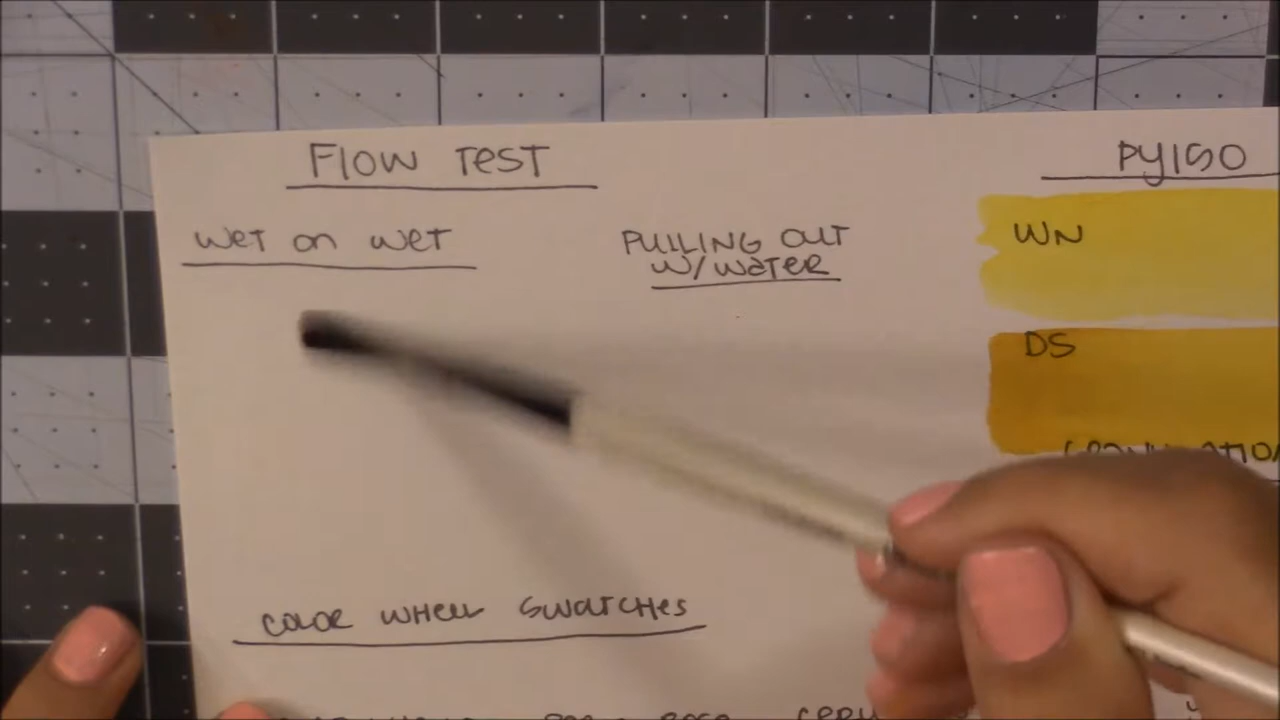 FLOW TEST
WET ON WET
PULLING OUT
W/WATER
COLOR WHEEL SWATCHES
PY150
WN
DS